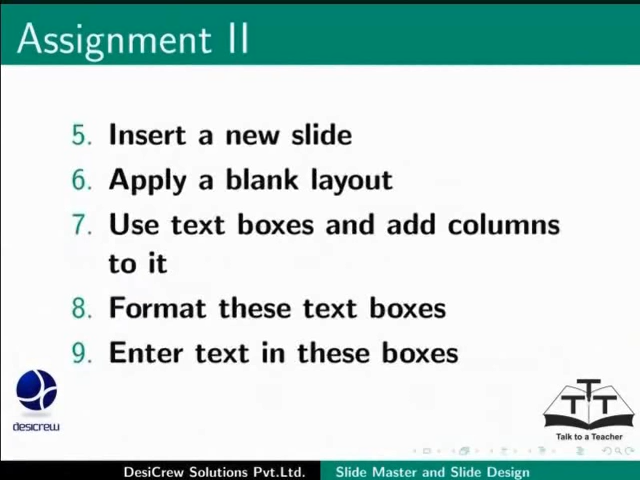 Assignment II
5. Insert a new slide
6. Apply a blank layout
7. Use text boxes and add columns
to it
8. Format these text boxes
9. Enter text in these boxes
desicrew
TTT
Talk to a Teacher
DesiCrew Solutions Pvt.Ltd. Slide Master and Slide Design